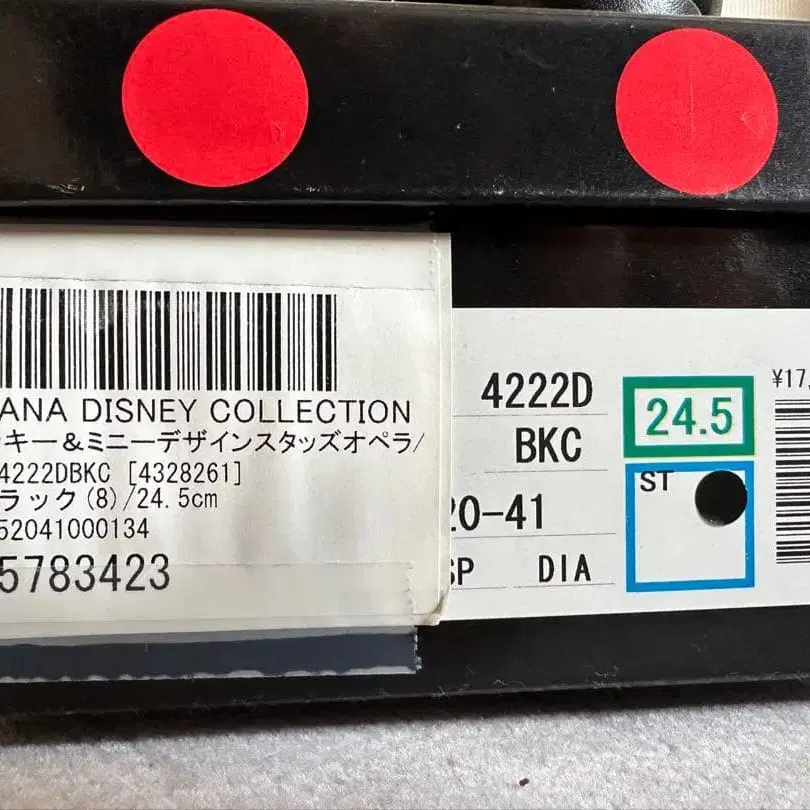 ANA DISNEY COLLECTION
ッキー&ミニーデザインスタッズオペラ/
4222DBKC [4328261]
ラック(8)/24.5cm
52041000134
5783423
4222D
BKC
20-41
SP DIA
24.5
ST
¥17,